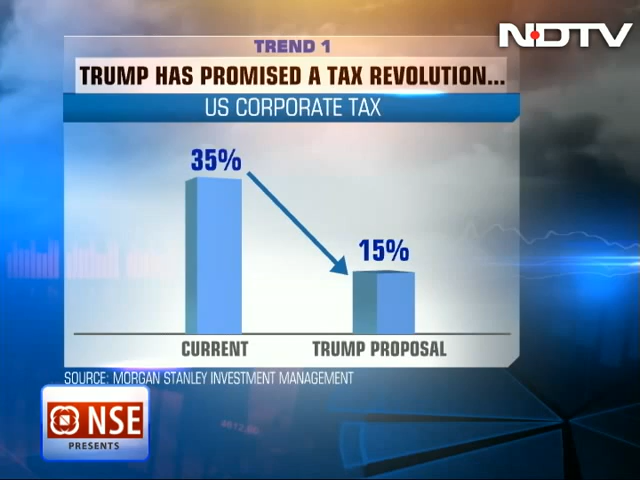 NDTV
TREND 1
TRUMP HAS PROMISED A TAX REVOLUTION...
US CORPORATE TAX
35%
15%
CURRENT
TRUMP PROPOSAL
SOURCE: MORGAN STANLEY INVESTMENT MANAGEMENT
NSE
PRESENTS